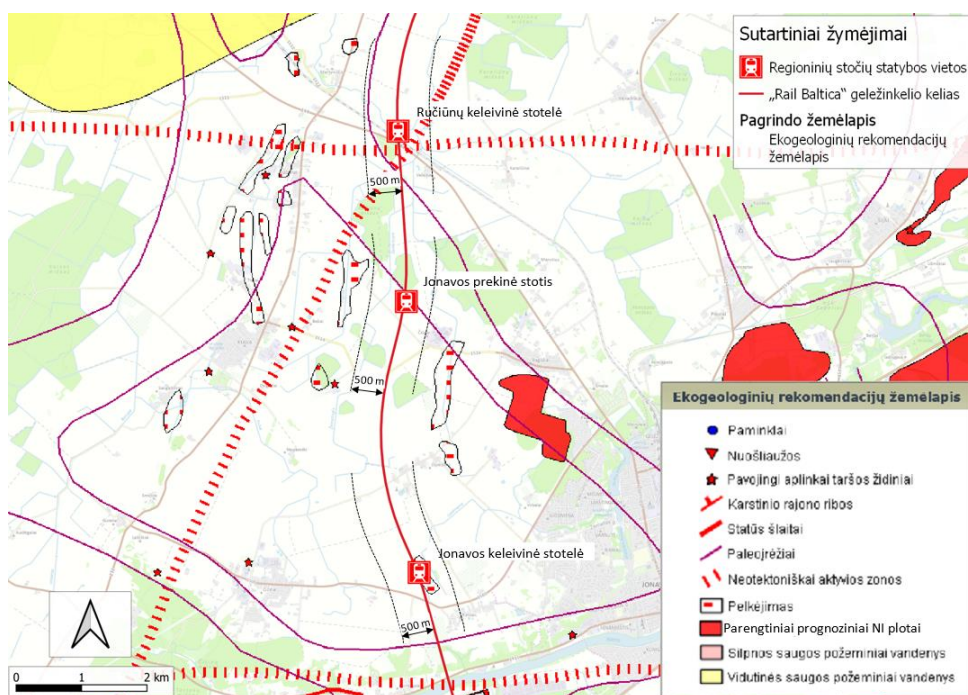 Sutartiniai žymėjimai
Regioninių stočių statybos vietos
„Rail Baltica“ geležinkelio kelias
Pagrindo žemėlapis
Ekogeologinių rekomendacijų
žemėlapis
Ručiūnų keleivinė stotelė
500 m
Jonavos prekinė stotis
500 m
Jonavos keleivinė stotelė
500 m
JONAV
0 1 2 km
Ekogeologinių rekomendacijų žemėlapis
Paminklai
Nuošliaužos
Pavojingi aplinkai taršos židiniai
Karstinio rajono ribos
Statūs šlaitai
Paleojrėžiai
Neotektoniškai aktyvios zonos
Pelkėjimas
Parengtiniai prognoziniai NI plotai
Silpnos saugos požeminiai vandenys
Vidutinės saugos požeminiai vandenys